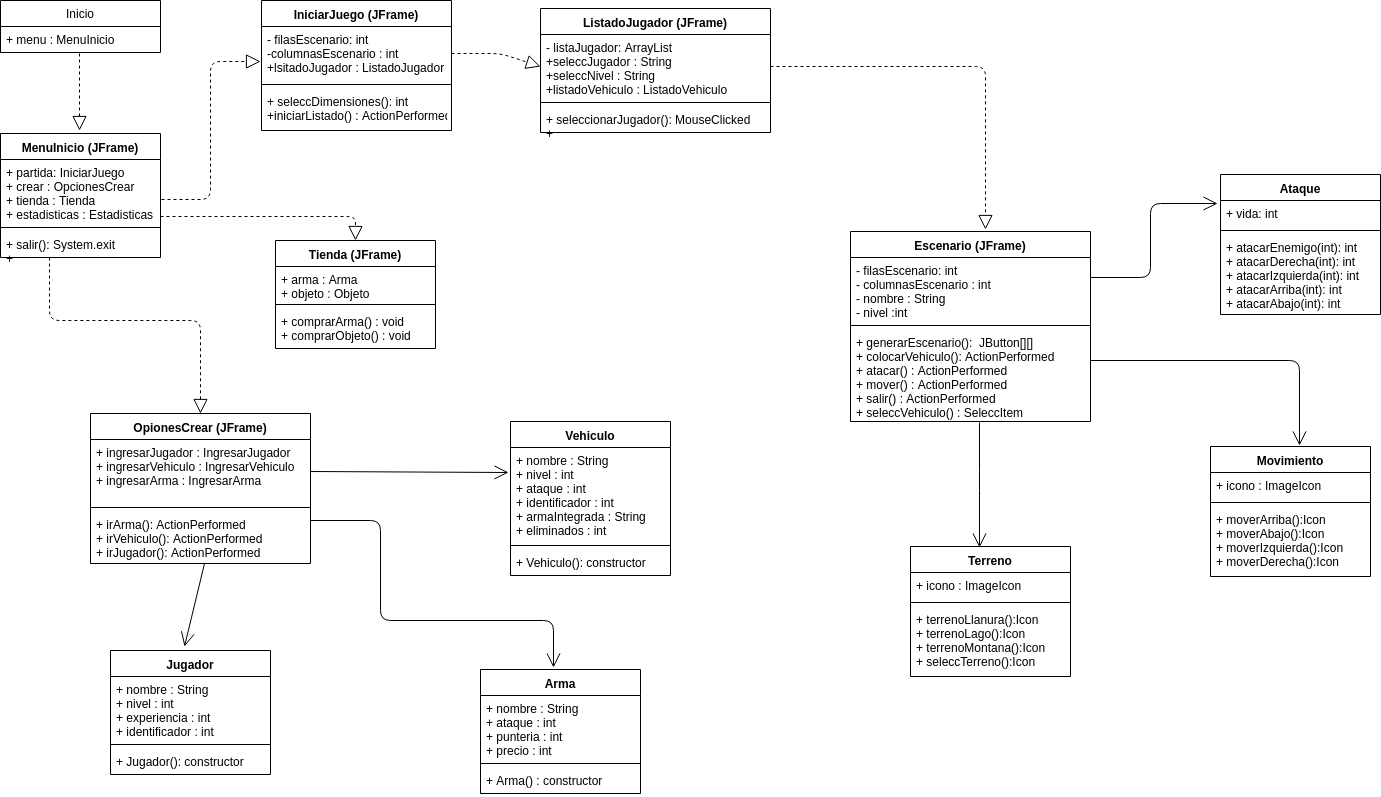 Inicio
+ menu : MenuInicio
MenuInicio (JFrame)
+ partida: IniciarJuego
+ crear : OpcionesCrear
+ tienda : Tienda
+ estadisticas : Estadisticas
+ salir(): System.exit
+
IniciarJuego (JFrame)
- filasEscenario: int
-columnasEscenario : int
+lsitadoJugador : ListadoJugador
+ seleccDimensiones(): int
+iniciarListado() : ActionPerformed
ListadoJugador (JFrame)
- listaJugador: ArrayList
+seleccJugador : String
+seleccNivel : String
+listadoVehiculo : ListadoVehiculo
+ seleccionarJugador(): MouseClicked
+
Tienda (JFrame)
+ arma : Arma
+ objeto : Objeto
+ comprarArma() : void
+ comprarObjeto() : void
Escenario (JFrame)
- filasEscenario: int
- columnasEscenario : int
- nombre : String
- nivel :int
+ generarEscenario():  JButton[][]
+ colocarVehiculo(): ActionPerformed
+ atacar() : ActionPerformed
+ mover() : ActionPerformed
+ salir() : ActionPerformed
+ seleccVehiculo() : SeleccItem
Ataque
+ vida: int
+ atacarEnemigo(int): int
+ atacarDerecha(int): int
+ atacarIzquierda(int): int
+ atacarArriba(int): int
+ atacarAbajo(int): int
OpionesCrear (JFrame)
+ ingresarJugador : IngresarJugador
+ ingresarVehiculo : IngresarVehiculo
+ ingresarArma : IngresarArma
+ irArma(): ActionPerformed
+ irVehiculo(): ActionPerformed
+ irJugador(): ActionPerformed
Vehiculo
+ nombre : String
+ nivel : int
+ ataque : int
+ identificador : int
+ armaIntegrada : String
+ eliminados : int
+ Vehiculo(): constructor
Movimiento
+ icono : ImageIcon
+ moverArriba():Icon
+ moverAbajo():Icon
+ moverIzquierda():Icon
+ moverDerecha():Icon
Terreno
+ icono : ImageIcon
+ terrenoLlanura():Icon
+ terrenoLago():Icon
+ terrenoMontana():Icon
+ seleccTerreno():Icon
Jugador
+ nombre : String
+ nivel : int
+ experiencia : int
+ identificador : int
+ Jugador(): constructor
Arma
+ nombre : String
+ ataque : int
+ punteria : int
+ precio : int
+ Arma() : constructor